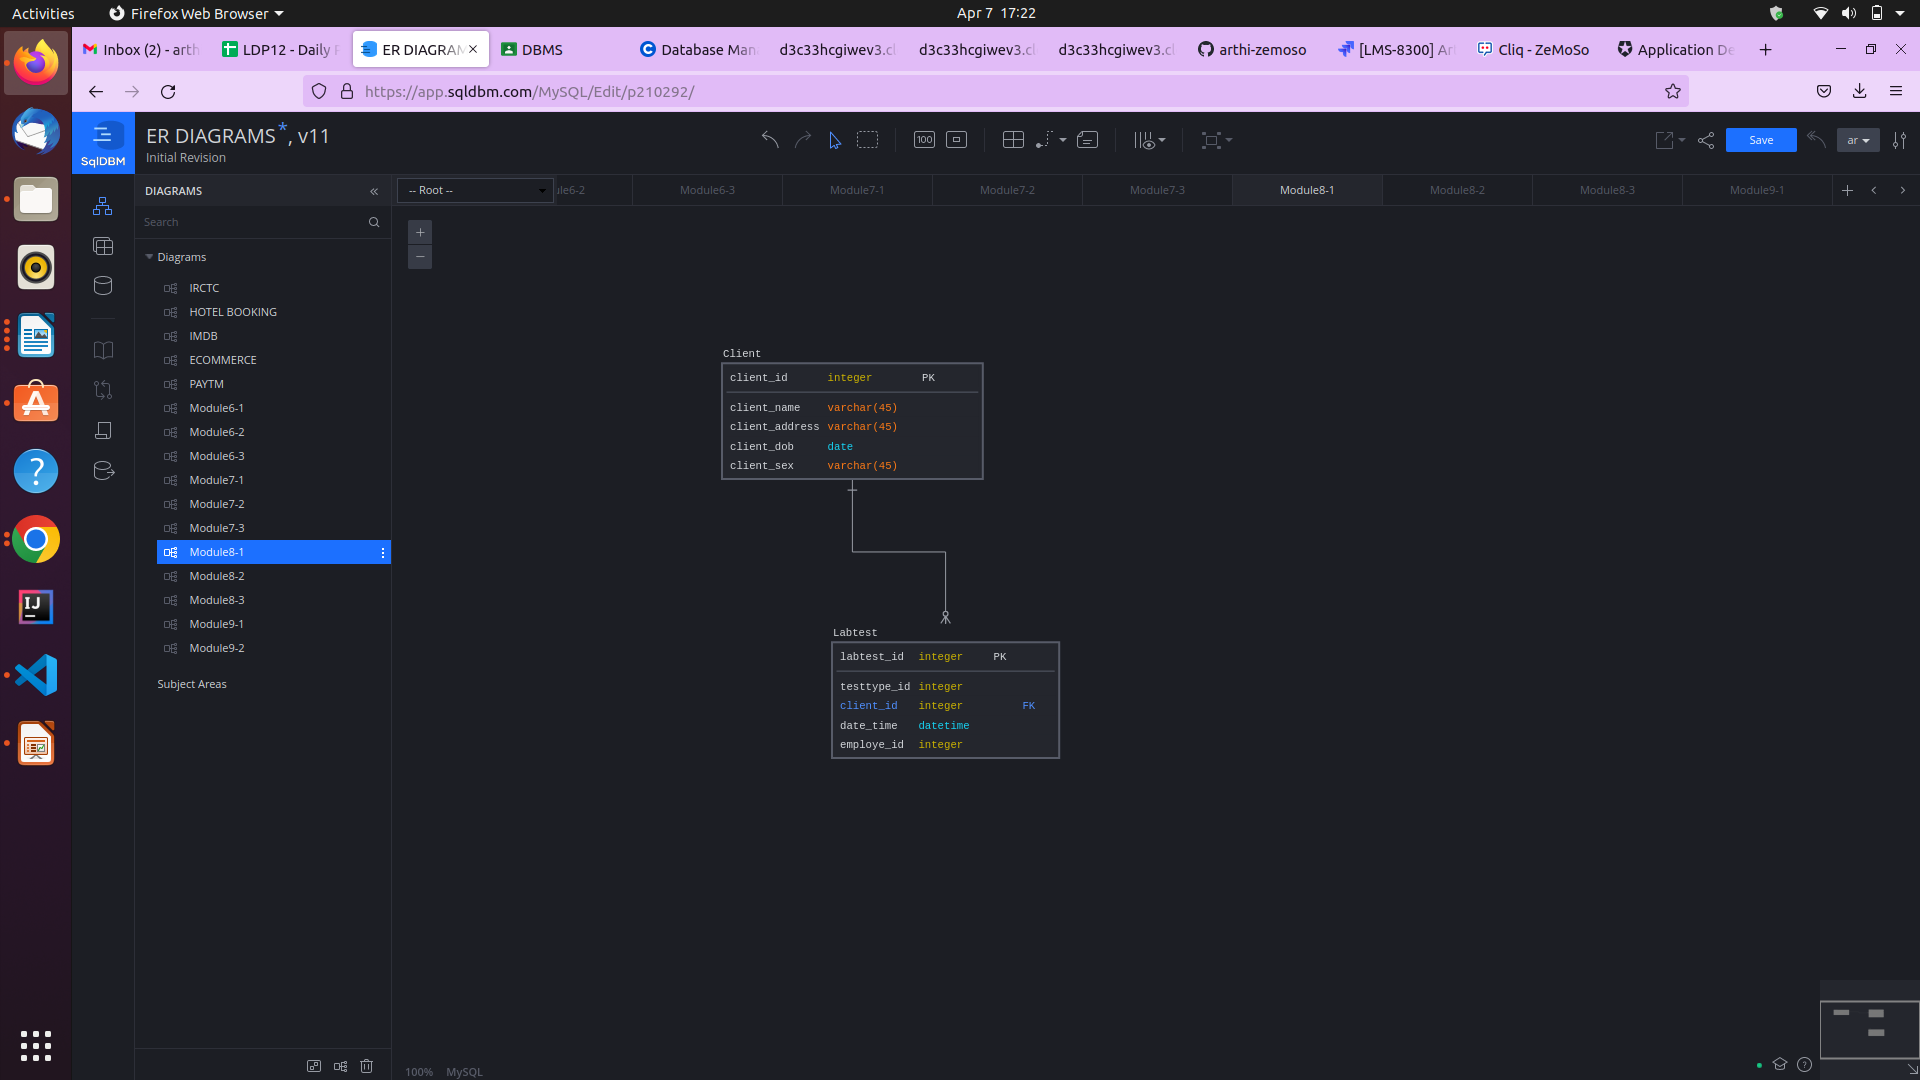 Activities
Firefox Web Browser
Apr 7 17:22
Inbox (2) - arth
LDP12 - Daily
ER DIAGRAM
DBMS
Database Man
d3c33hcgiwev3.cl
d3c33hcgiwev3.cl
d3c33hcgiwev3.cl
arthi-zemoso
[LMS-8300] Ar
Cliq - ZeMoSo
Application De
https://app.sqldbm.com/MySQL/Edit/p210292/
SqlDBM
ER DIAGRAMS*, v11
Initial Revision
100
Save
ar
DIAGRAMS
-- Root --
ule6-2
Module6-3
Module7-1
Module7-2
Module7-3
Module8-1
Module8-2
Module8-3
Module9-1
Search
Diagrams
IRCTC
HOTEL BOOKING
IMDB
ECOMMERCE
PAYTM
Module6-1
Module6-2
Module6-3
Module7-1
Module7-2
Module7-3
Module8-1
Module8-2
Module8-3
Module9-1
Module9-2
Subject Areas
Client
client_id integer PK
client_name varchar(45)
client_address varchar(45)
client_dob date
client_sex varchar(45)
Labtest
labtest_id integer PK
testtype_id integer
client_id integer FK
date_time datetime
employe_id integer
100% MySQL